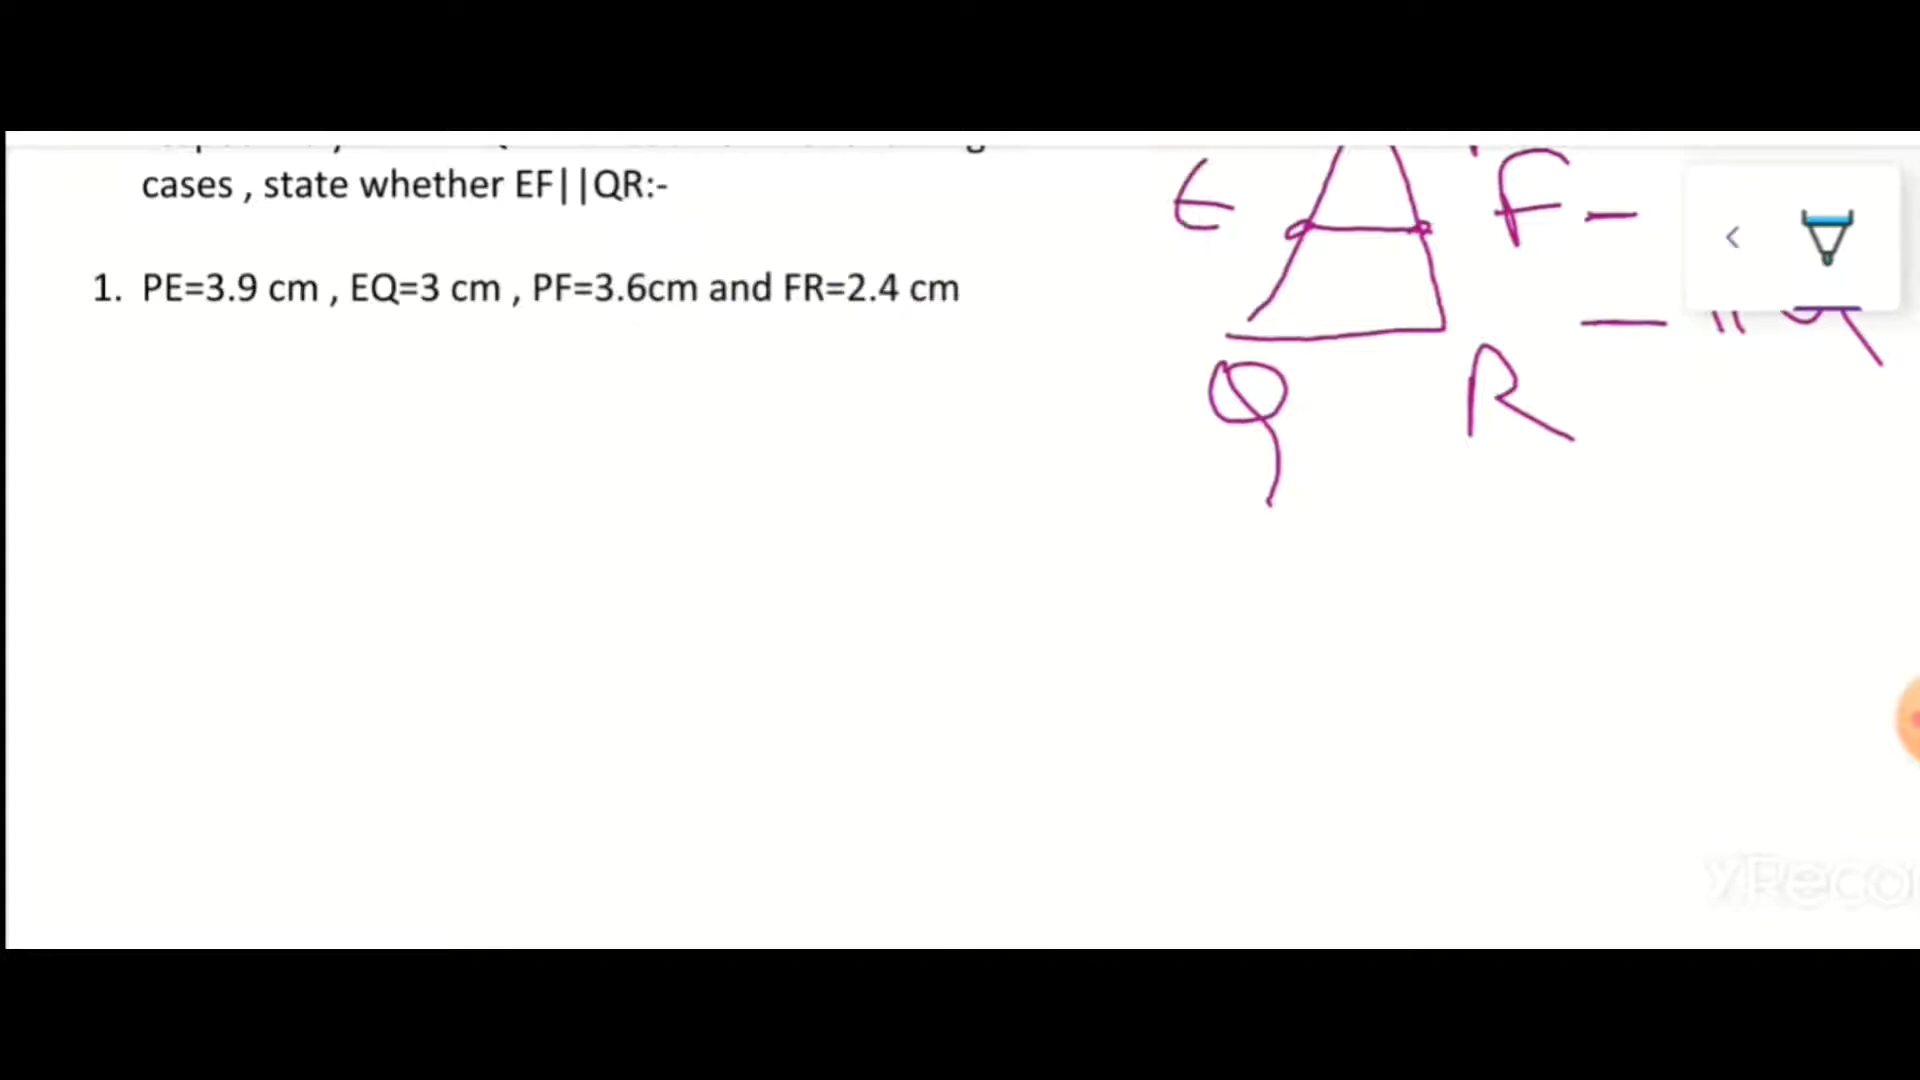 cases , state whether EF||QR:-
E F -
1. PE=3.9 cm , EQ=3 cm , PF=3.6cm and FR=2.4 cm
Q R